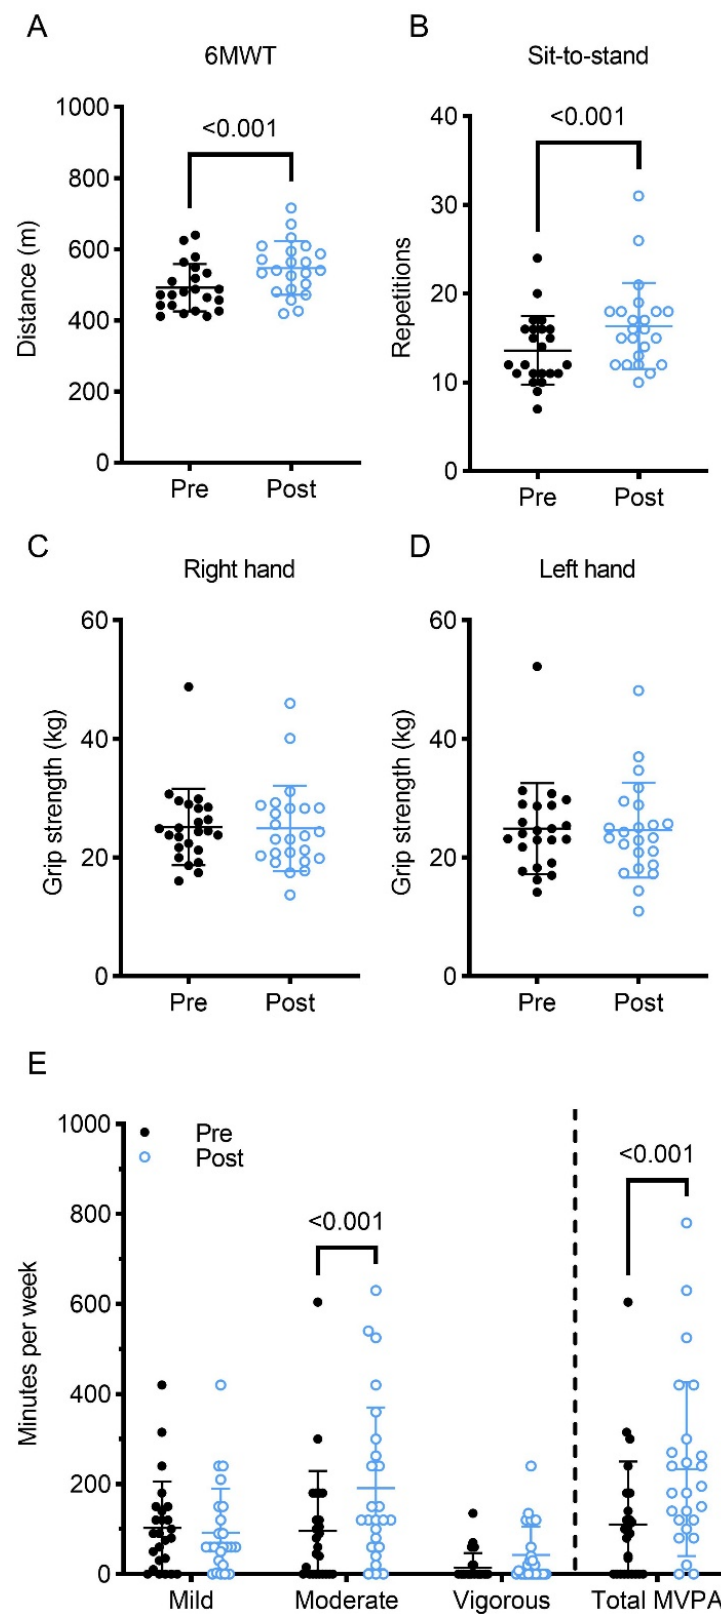 A
6MWT
1000
800
600
400
200
0
Distance (m)
<0.001
Pre
Post
B
Sit-to-stand
40
30
20
10
0
Repetitions
<0.001
Pre
Post
C
Right hand
60
40
20
0
Grip strength (kg)
Pre
Post
D
Left hand
60
40
20
0
Grip strength (kg)
Pre
Post
E
1000
800
600
400
200
0
Minutes per week
Pre
Post
<0.001
<0.001
Mild
Moderate
Vigorous
Total MVPA